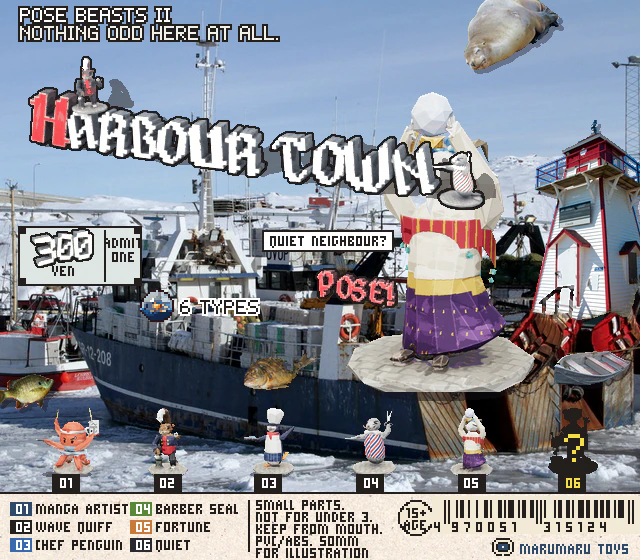 POSE BEASTS II
NOTHING ODD HERE AT ALL.
HARBOUR TOWN
300
YEN
ADMIT
ONE
QUIET NEIGHBOUR?
POSE!
6 TYPES
12-208
01
02
03
04
05
?
06
01 MANGA ARTIST
02 WAVE QUIFF
03 CHEF PENGUIN
04 BARBER SEAL
05 FORTUNE
06 QUIET
SMALL PARTS.
NOT FOR UNDER 3.
KEEP FROM MOUTH.
PVC/ABS. 50MM
FOR ILLUSTRATION
15+
AGE
4 970051 315124
MARUMARU TOYS